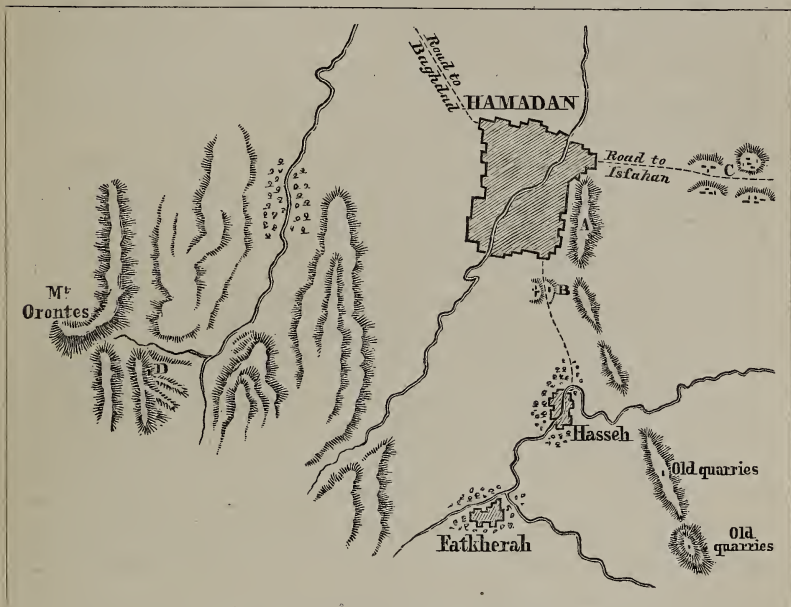 Road to
Baghdad
HAMADAN
Road to
Isfahan
C
A
Mt
Orontes
B
D
Hasseh
Old quarries
Old
quarries
Fatkherah